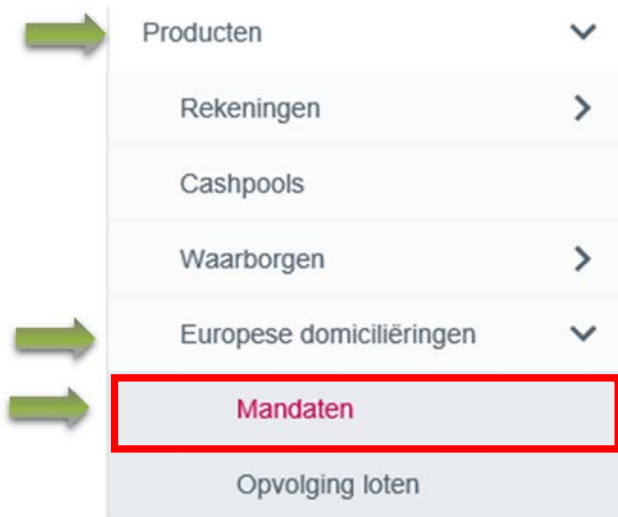 Producten
Rekeningen
Cashpools
Waarborgen
Europese domiciliëringen
Mandaten
Opvolging loten